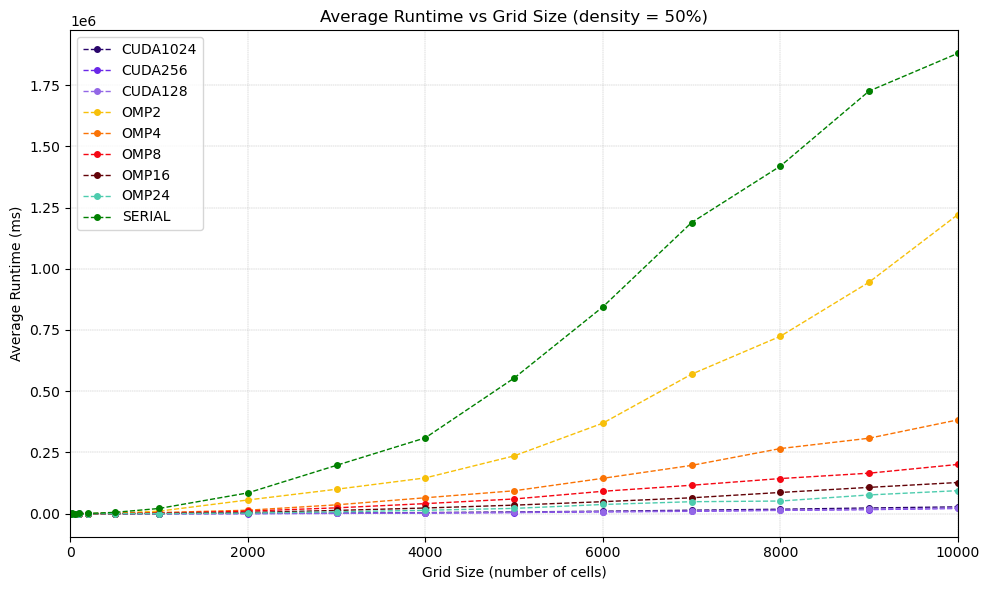 Average Runtime vs Grid Size (density = 50%)
1e6
CUDA1024
CUDA256
CUDA128
OMP2
OMP4
OMP8
OMP16
OMP24
SERIAL
1.75
1.50
1.25
1.00
0.75
0.50
0.25
0.00
Average Runtime (ms)
0 2000 4000 6000 8000 10000
Grid Size (number of cells)